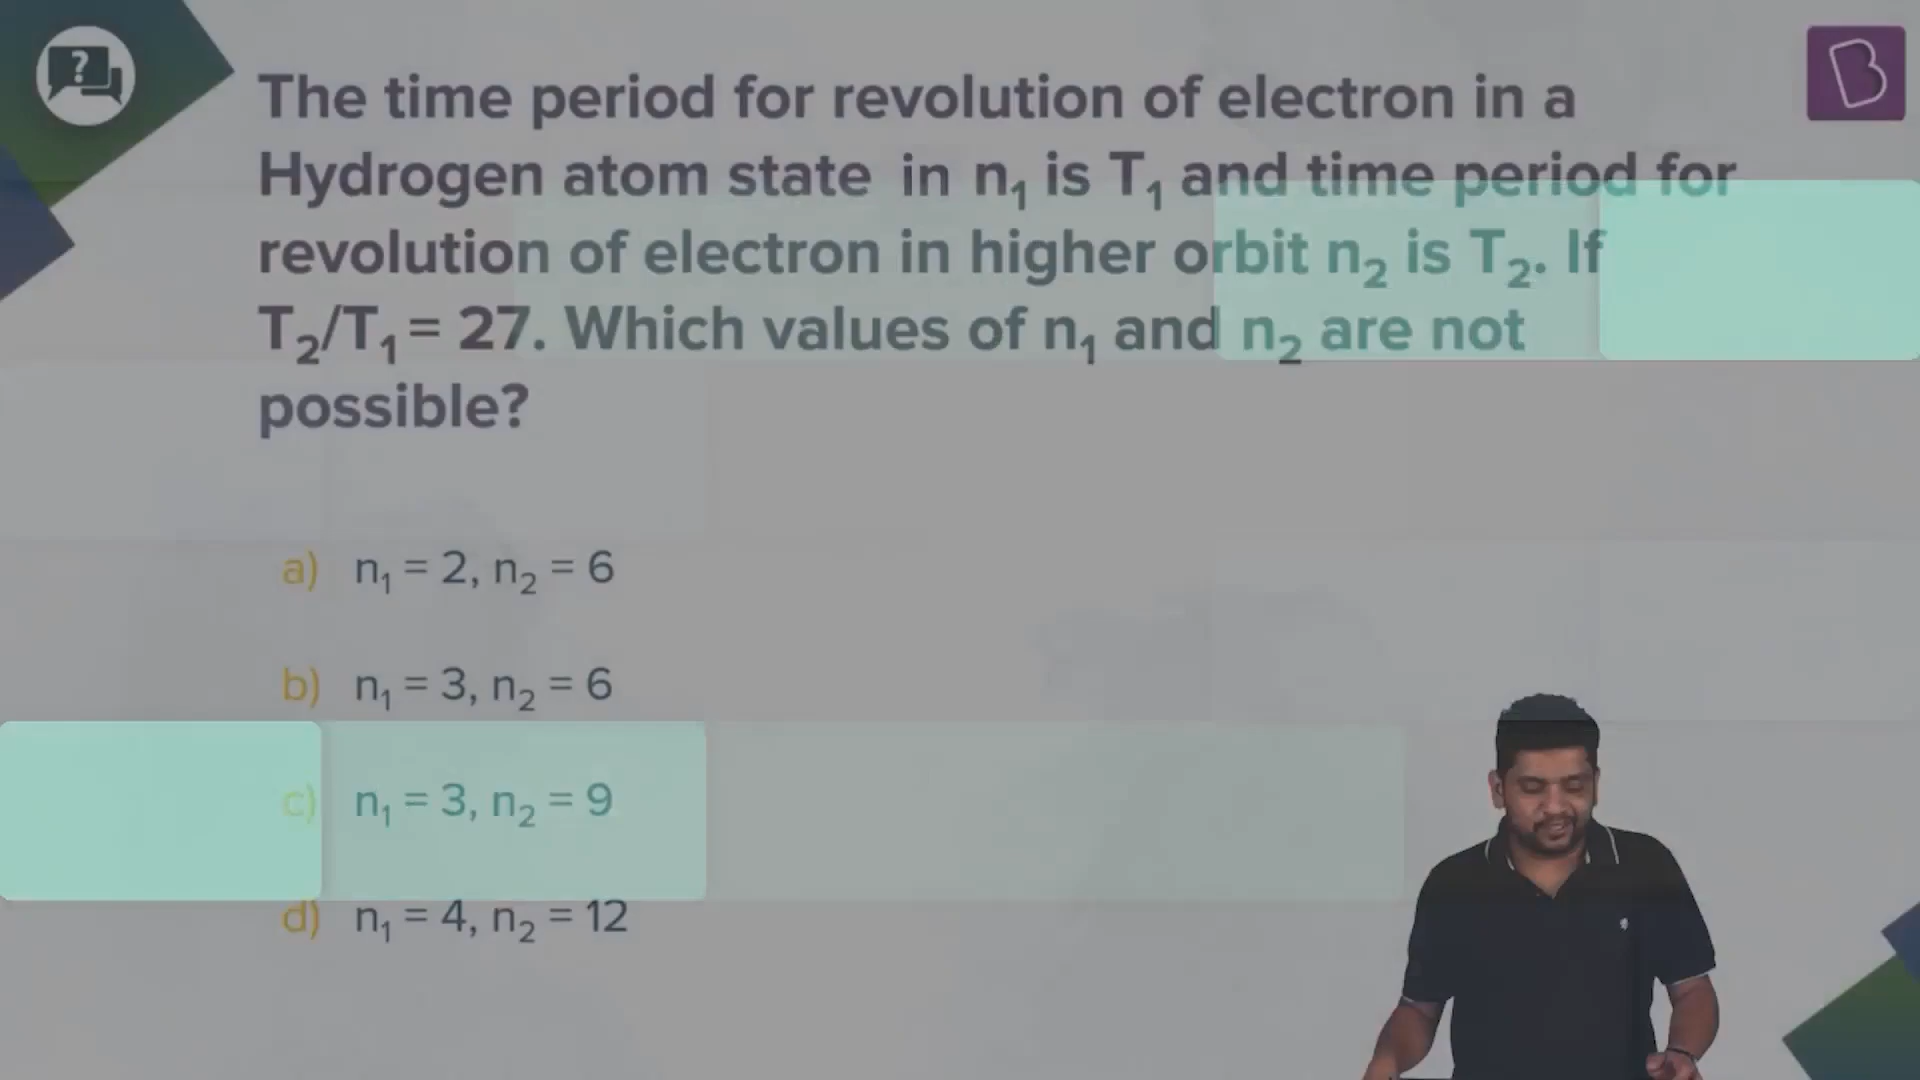 ?
B
The time period for revolution of electron in a
Hydrogen atom state in n₁ is T₁ and time period for
revolution of electron in higher orbit n₂ is T₂. If
T₂/T₁ = 27. Which values of n₁ and n₂ are not
possible?
a) n₁ = 2, n₂ = 6
b) n₁ = 3, n₂ = 6
c) n₁ = 3, n₂ = 9
d) n₁ = 4, n₂ = 12